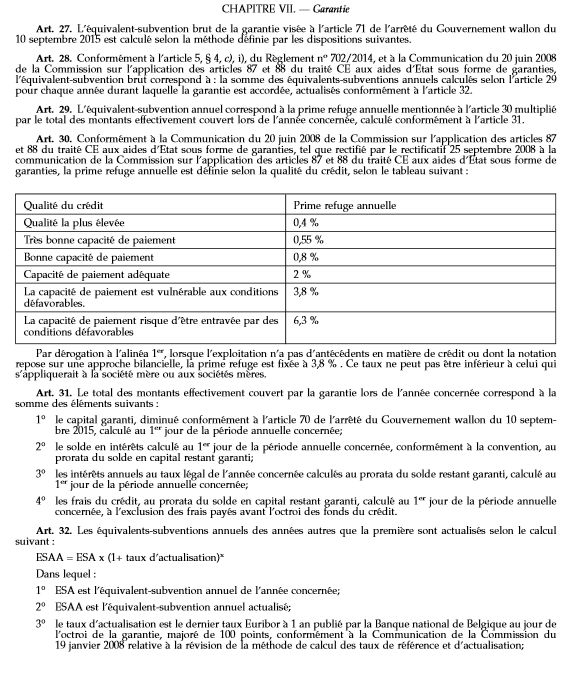 CHAPITRE VII. — Garantie
Art. 27. L'équivalent-subvention brut de la garantie visée à l'article 71 de l'arrêté du Gouvernement wallon du
10 septembre 2015 est calculé selon la méthode définie par les dispositions suivantes.
Art. 28. Conformément à l'article 5, § 4, c), i), du Règlement nº 702/2014, et à la Communication du 20 juin 2008
de la Commission sur l'application des articles 87 et 88 du traité CE aux aides d'Etat sous forme de garanties,
l'équivalent-subvention brut correspond à : la somme des équivalents-subventions annuels calculés selon l'article 29
pour chaque année durant laquelle la garantie est accordée, actualisés conformément à l'article 32.
Art. 29. L'équivalent-subvention annuel correspond à la prime refuge annuelle mentionnée à l'article 30 multiplié
par le total des montants effectivement couvert lors de l'année concernée, calculé conformément à l'article 31.
Art. 30. Conformément à la Communication du 20 juin 2008 de la Commission sur l'application des articles 87
et 88 du traité CE aux aides d'Etat sous forme de garanties, tel que rectifié par le rectificatif 25 septembre 2008 à la
communication de la Commission sur l'application des articles 87 et 88 du traité CE aux aides d'Etat sous forme de
garanties, la prime refuge annuelle est définie selon la qualité du crédit, selon le tableau suivant :
Qualité du crédit Prime refuge annuelle
Qualité la plus élevée 0,4 %
Très bonne capacité de paiement 0,55 %
Bonne capacité de paiement 0,8 %
Capacité de paiement adéquate 2 %
La capacité de paiement est vulnérable aux conditions 3,8 %
défavorables.
La capacité de paiement risque d'être entravée par des 6,3 %
conditions défavorables
Par dérogation à l'alinéa 1er, lorsque l'exploitation n'a pas d'antécédents en matière de crédit ou dont la notation
repose sur une approche bilancielle, la prime refuge est fixée à 3,8 % . Ce taux ne peut pas être inférieur à celui qui
s'appliquerait à la société mère ou aux sociétés mères.
Art. 31. Le total des montants effectivement couvert par la garantie lors de l'année concernée correspond à la
somme des éléments suivants :
1º le capital garanti, diminué conformément à l'article 70 de l'arrêté du Gouvernement wallon du 10 septem-
bre 2015, calculé au 1er jour de la période annuelle concernée;
2º le solde en intérêts calculé au 1er jour de la période annuelle concernée, conformément à la convention, au
prorata du solde en capital restant garanti;
3º les intérêts annuels au taux légal de l'année concernée calculés au prorata du solde restant garanti, calculé au
1er jour de la période annuelle concernée;
4º les frais du crédit, au prorata du solde en capital restant garanti, calculé au 1er jour de la période annuelle
concernée, à l'exclusion des frais payés avant l'octroi des fonds du crédit.
Art. 32. Les équivalents-subventions annuels des années autres que la première sont actualisés selon le calcul
suivant :
ESAA = ESA x (1+ taux d'actualisation)ˣ
Dans lequel :
1º ESA est l'équivalent-subvention annuel de l'année concernée;
2º ESAA est l'équivalent-subvention annuel actualisé;
3º le taux d'actualisation est le dernier taux Euribor à 1 an publié par la Banque national de Belgique au jour de
l'octroi de la garantie, majoré de 100 points, conformément à la Communication de la Commission du
19 janvier 2008 relative à la révision de la méthode de calcul des taux de référence et d'actualisation;